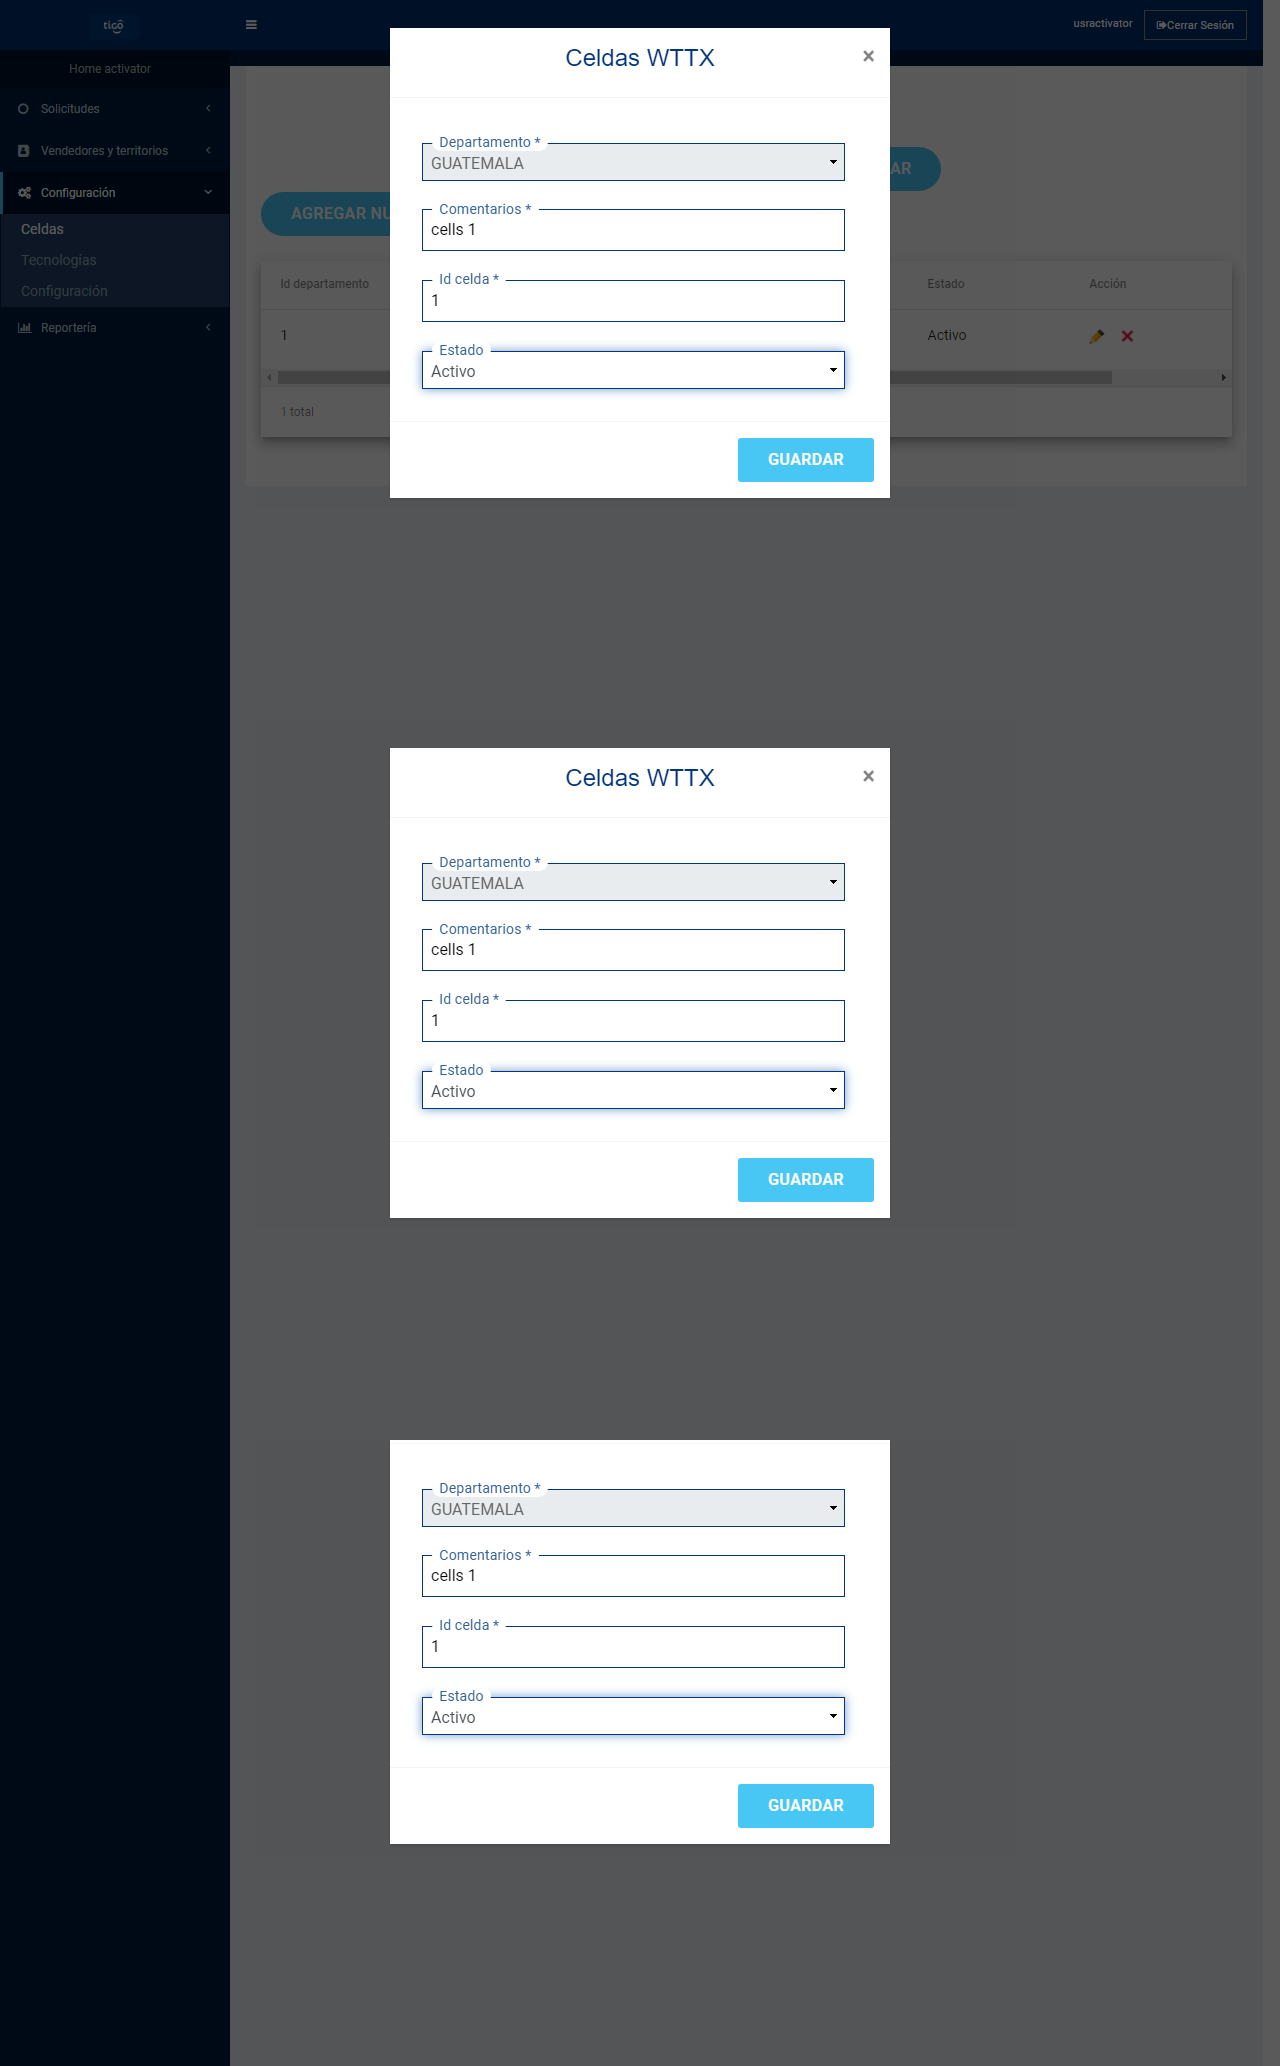 tigo
usractivator
Cerrar Sesión
Home activator
Solicitudes
Vendedores y territorios
Configuración
Celdas
Tecnologías
Configuración
Reportería
AR
AGREGAR NU
Id departamento
Estado
Acción
1
Activo
1 total
Celdas WTTX
×
Departamento *
GUATEMALA
Comentarios *
cells 1
Id celda *
1
Estado
Activo
GUARDAR
Celdas WTTX
×
Departamento *
GUATEMALA
Comentarios *
cells 1
Id celda *
1
Estado
Activo
GUARDAR
Departamento *
GUATEMALA
Comentarios *
cells 1
Id celda *
1
Estado
Activo
GUARDAR